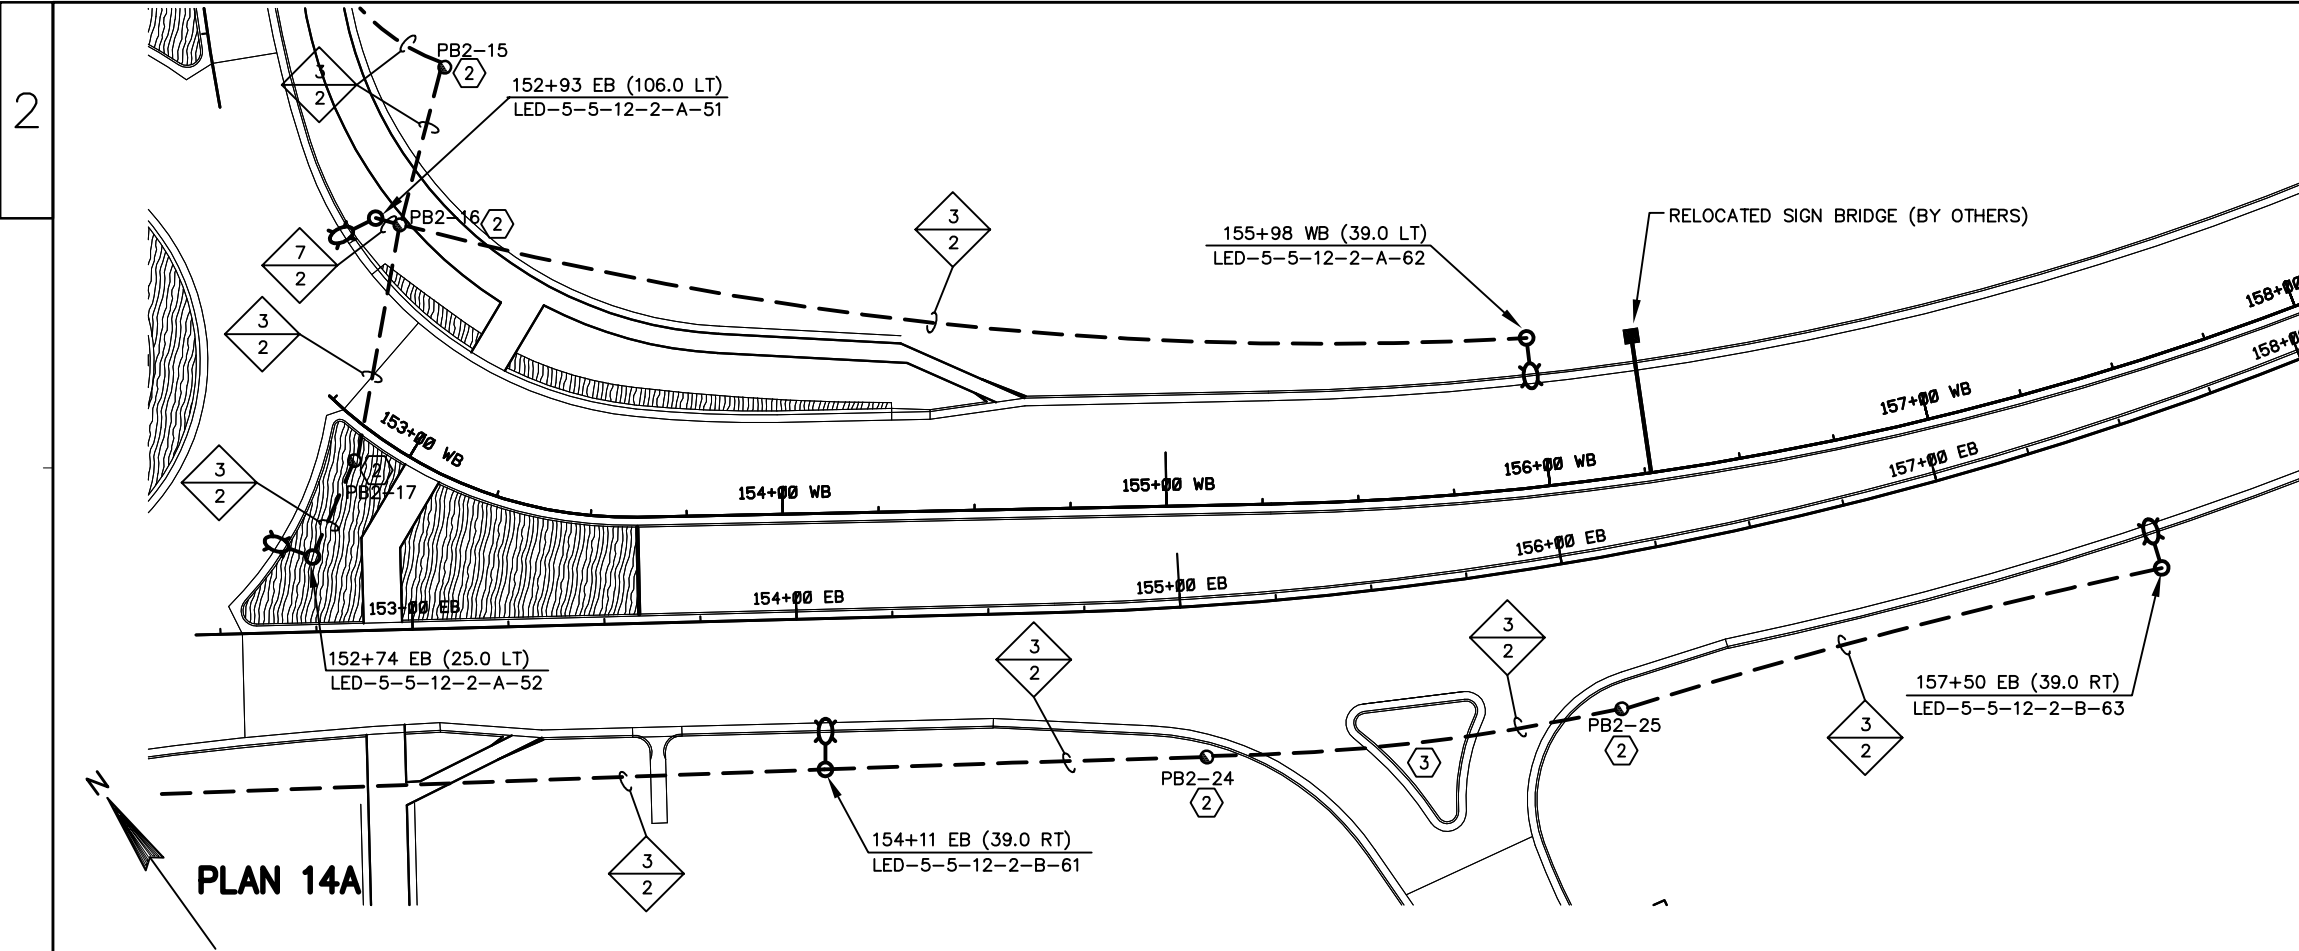 2
PB2-15
2
3
2
152+93 EB (106.0 LT)
LED-5-5-12-2-A-51
PB2-16
2
7
2
3
2
155+98 WB (39.0 LT)
LED-5-5-12-2-A-62
RELOCATED SIGN BRIDGE (BY OTHERS)
3
2
153+00 WB
154+00 WB
155+00 WB
156+00 WB
157+00 WB
158+00
3
2
2
PB2-17
153+00 EB
154+00 EB
155+00 EB
156+00 EB
157+00 EB
158+00
152+74 EB (25.0 LT)
LED-5-5-12-2-A-52
3
2
3
2
157+50 EB (39.0 RT)
LED-5-5-12-2-B-63
PB2-25
2
3
2
PB2-24
2
3
154+11 EB (39.0 RT)
LED-5-5-12-2-B-61
3
2
N
PLAN 14A